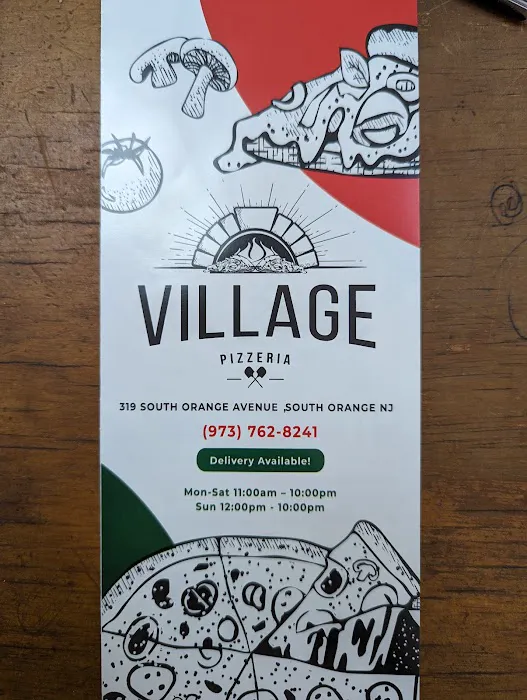 VILLAGE
PIZZERIA
319 SOUTH ORANGE AVENUE ,SOUTH ORANGE NJ
(973) 762-8241
Delivery Available!
Mon-Sat 11:00am – 10:00pm
Sun 12:00pm - 10:00pm